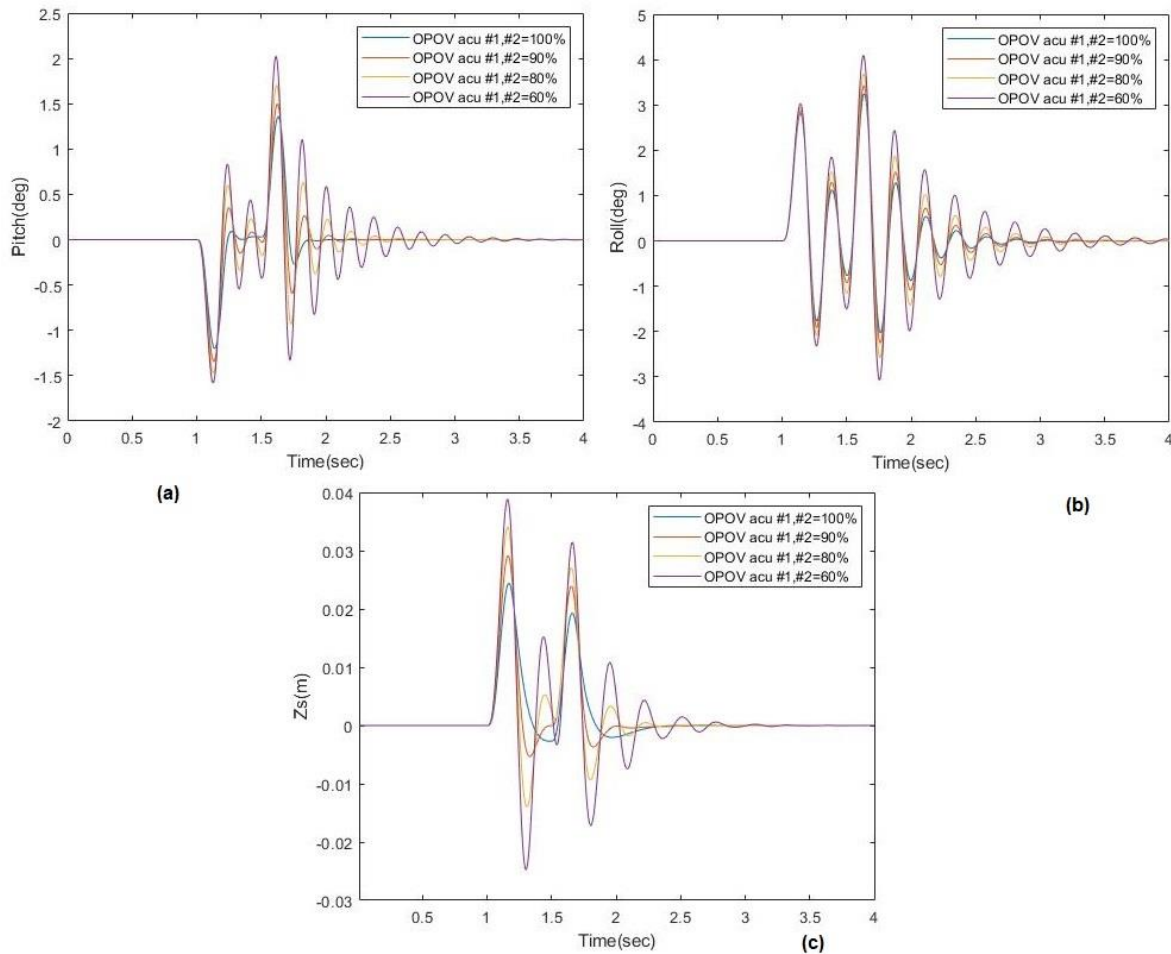 2.5
2
1.5
1
0.5
0
-0.5
-1
-1.5
-2
Pitch(deg)
OPOV acu #1,#2=100%
OPOV acu #1,#2=90%
OPOV acu #1,#2=80%
OPOV acu #1,#2=60%
0 0.5 1 1.5 2 2.5 3 3.5 4
Time(sec)
(a)
5
4
3
2
1
0
-1
-2
-3
-4
Roll(deg)
OPOV acu #1,#2=100%
OPOV acu #1,#2=90%
OPOV acu #1,#2=80%
OPOV acu #1,#2=60%
0 0.5 1 1.5 2 2.5 3 3.5 4
Time(sec)
(b)
0.04
0.03
0.02
0.01
0
-0.01
-0.02
-0.03
Zs(m)
OPOV acu #1,#2=100%
OPOV acu #1,#2=90%
OPOV acu #1,#2=80%
OPOV acu #1,#2=60%
0.5 1 1.5 2 2.5 3 3.5 4
Time(sec)
(c)